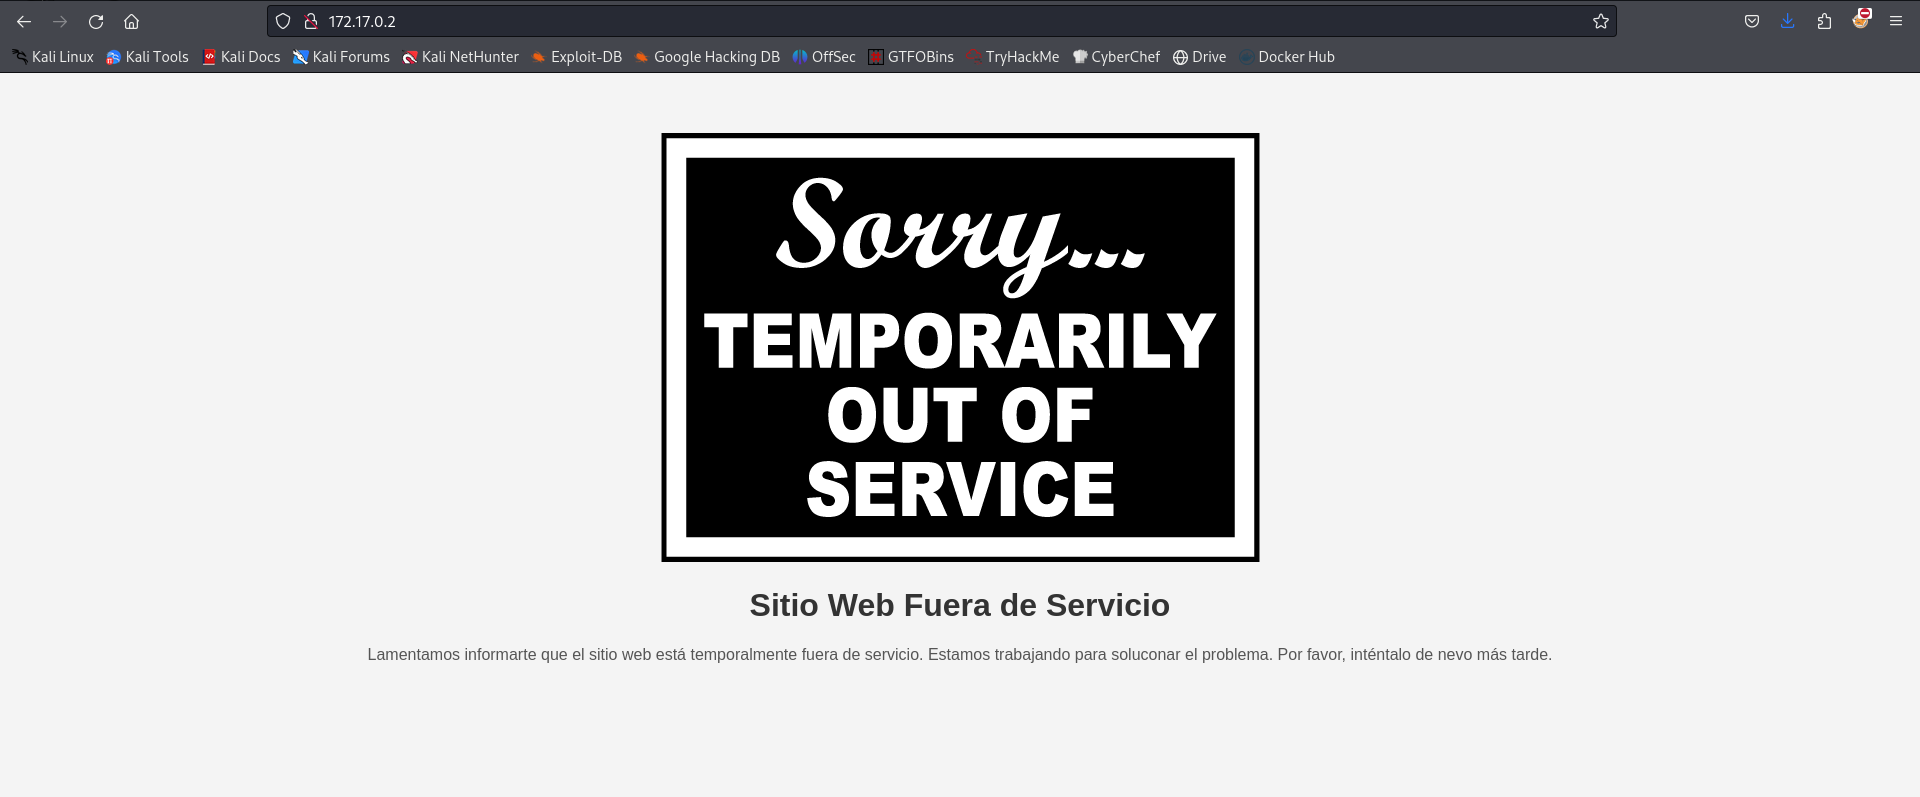 172.17.0.2
Kali Linux Kali Tools Kali Docs Kali Forums Kali NetHunter Exploit-DB Google Hacking DB OffSec GTFOBins TryHackMe CyberChef Drive Docker Hub
Sorry...
TEMPORARILY
OUT OF
SERVICE
Sitio Web Fuera de Servicio
Lamentamos informarte que el sitio web está temporalmente fuera de servicio. Estamos trabajando para soluconar el problema. Por favor, inténtalo de nevo más tarde.